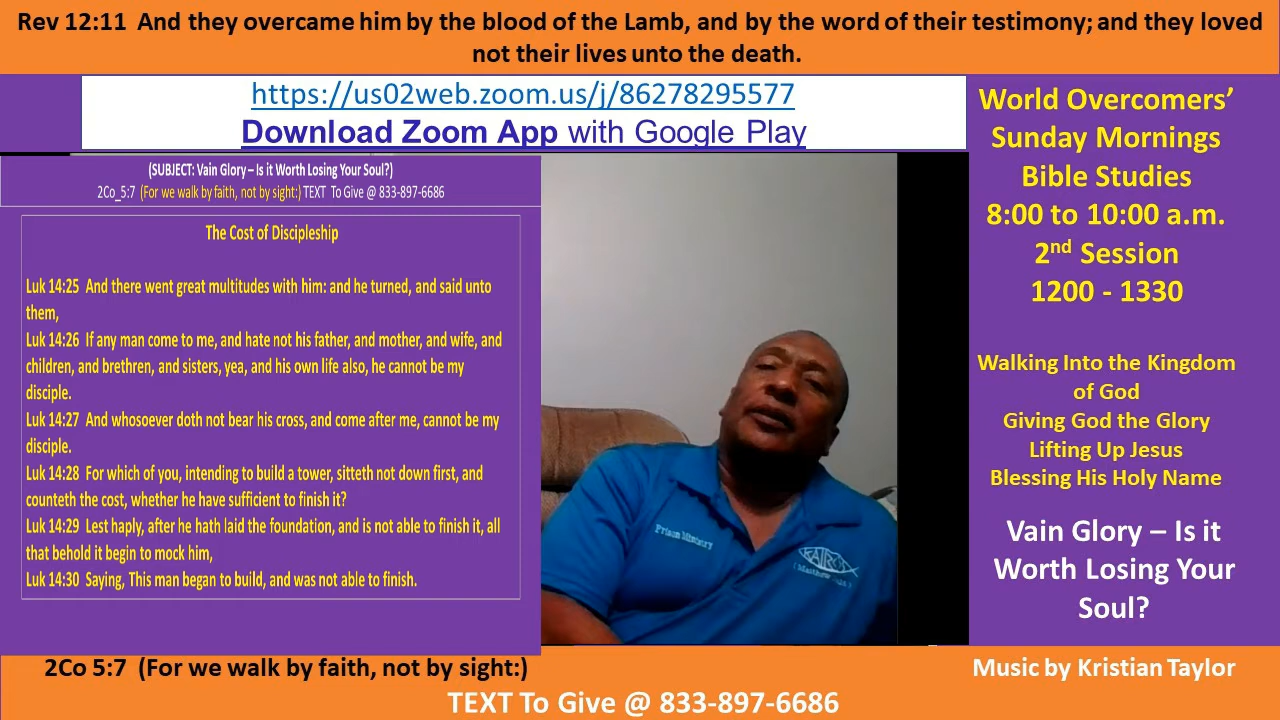 Rev 12:11  And they overcame him by the blood of the Lamb, and by the word of their testimony; and they loved
not their lives unto the death.
https://us02web.zoom.us/j/86278295577
Download Zoom App with Google Play
(SUBJECT: Vain Glory – Is it Worth Losing Your Soul?)
2Co_5:7  (For we walk by faith, not by sight:) TEXT  To Give @ 833-897-6686
The Cost of Discipleship
Luk 14:25  And there went great multitudes with him: and he turned, and said unto
them,
Luk 14:26  If any man come to me, and hate not his father, and mother, and wife, and
children, and brethren, and sisters, yea, and his own life also, he cannot be my
disciple.
Luk 14:27  And whosoever doth not bear his cross, and come after me, cannot be my
disciple.
Luk 14:28  For which of you, intending to build a tower, sitteth not down first, and
counteth the cost, whether he have sufficient to finish it?
Luk 14:29  Lest haply, after he hath laid the foundation, and is not able to finish it, all
that behold it begin to mock him,
Luk 14:30  Saying, This man began to build, and was not able to finish.
Prison Ministry
KAIROS
World Overcomers’
Sunday Mornings
Bible Studies
8:00 to 10:00 a.m.
2nd Session
1200 - 1330
Walking Into the Kingdom
of God
Giving God the Glory
Lifting Up Jesus
Blessing His Holy Name
Vain Glory – Is it
Worth Losing Your
Soul?
2Co 5:7  (For we walk by faith, not by sight:)
Music by Kristian Taylor
TEXT To Give @ 833-897-6686